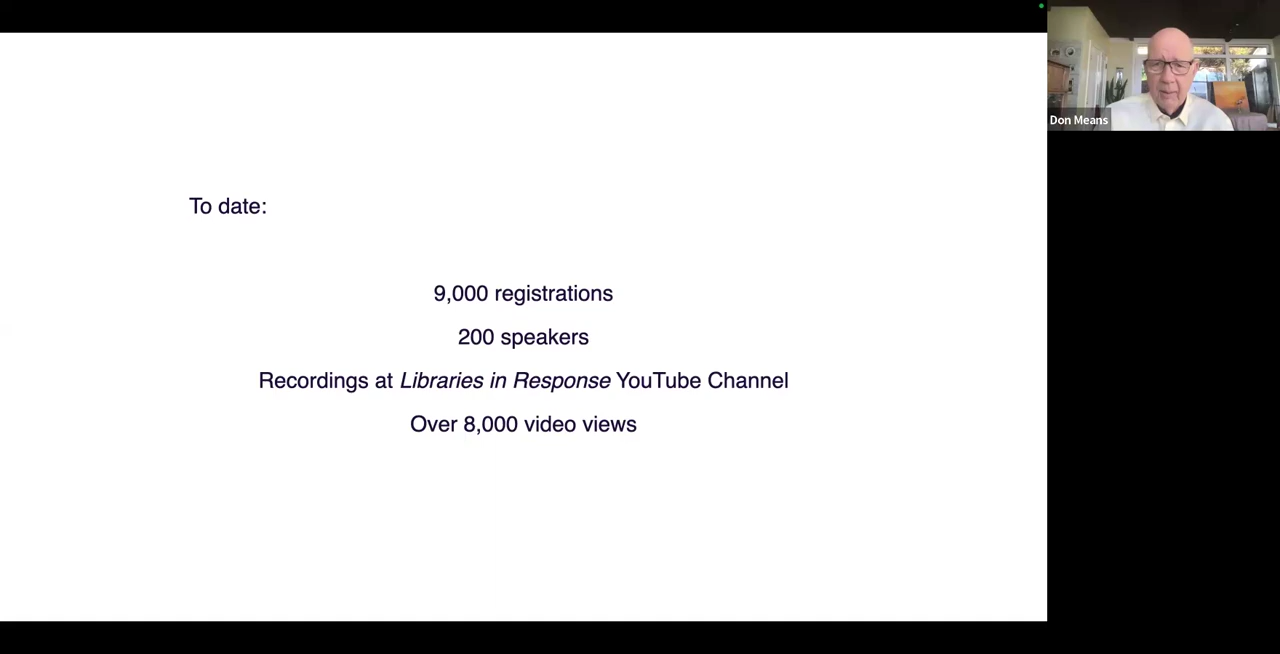 To date:
9,000 registrations
200 speakers
Recordings at Libraries in Response YouTube Channel
Over 8,000 video views
Don Means